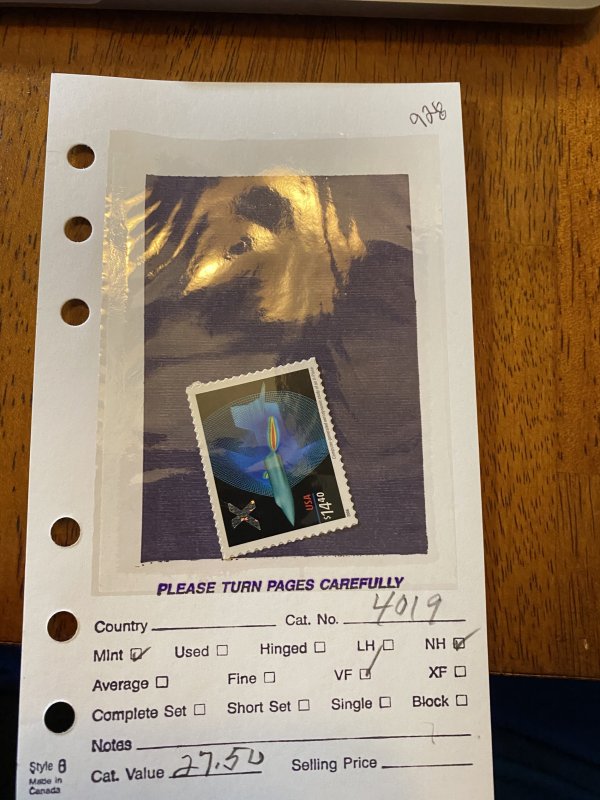 928
USA
$14.40
PLEASE TURN PAGES CAREFULLY
Country Cat. No. 4019
Mint Used Hinged LH NH
Average Fine VF XF
Complete Set Short Set Single Block
Notes
Style 8
Made in
Canada
Cat. Value 27.50 Selling Price